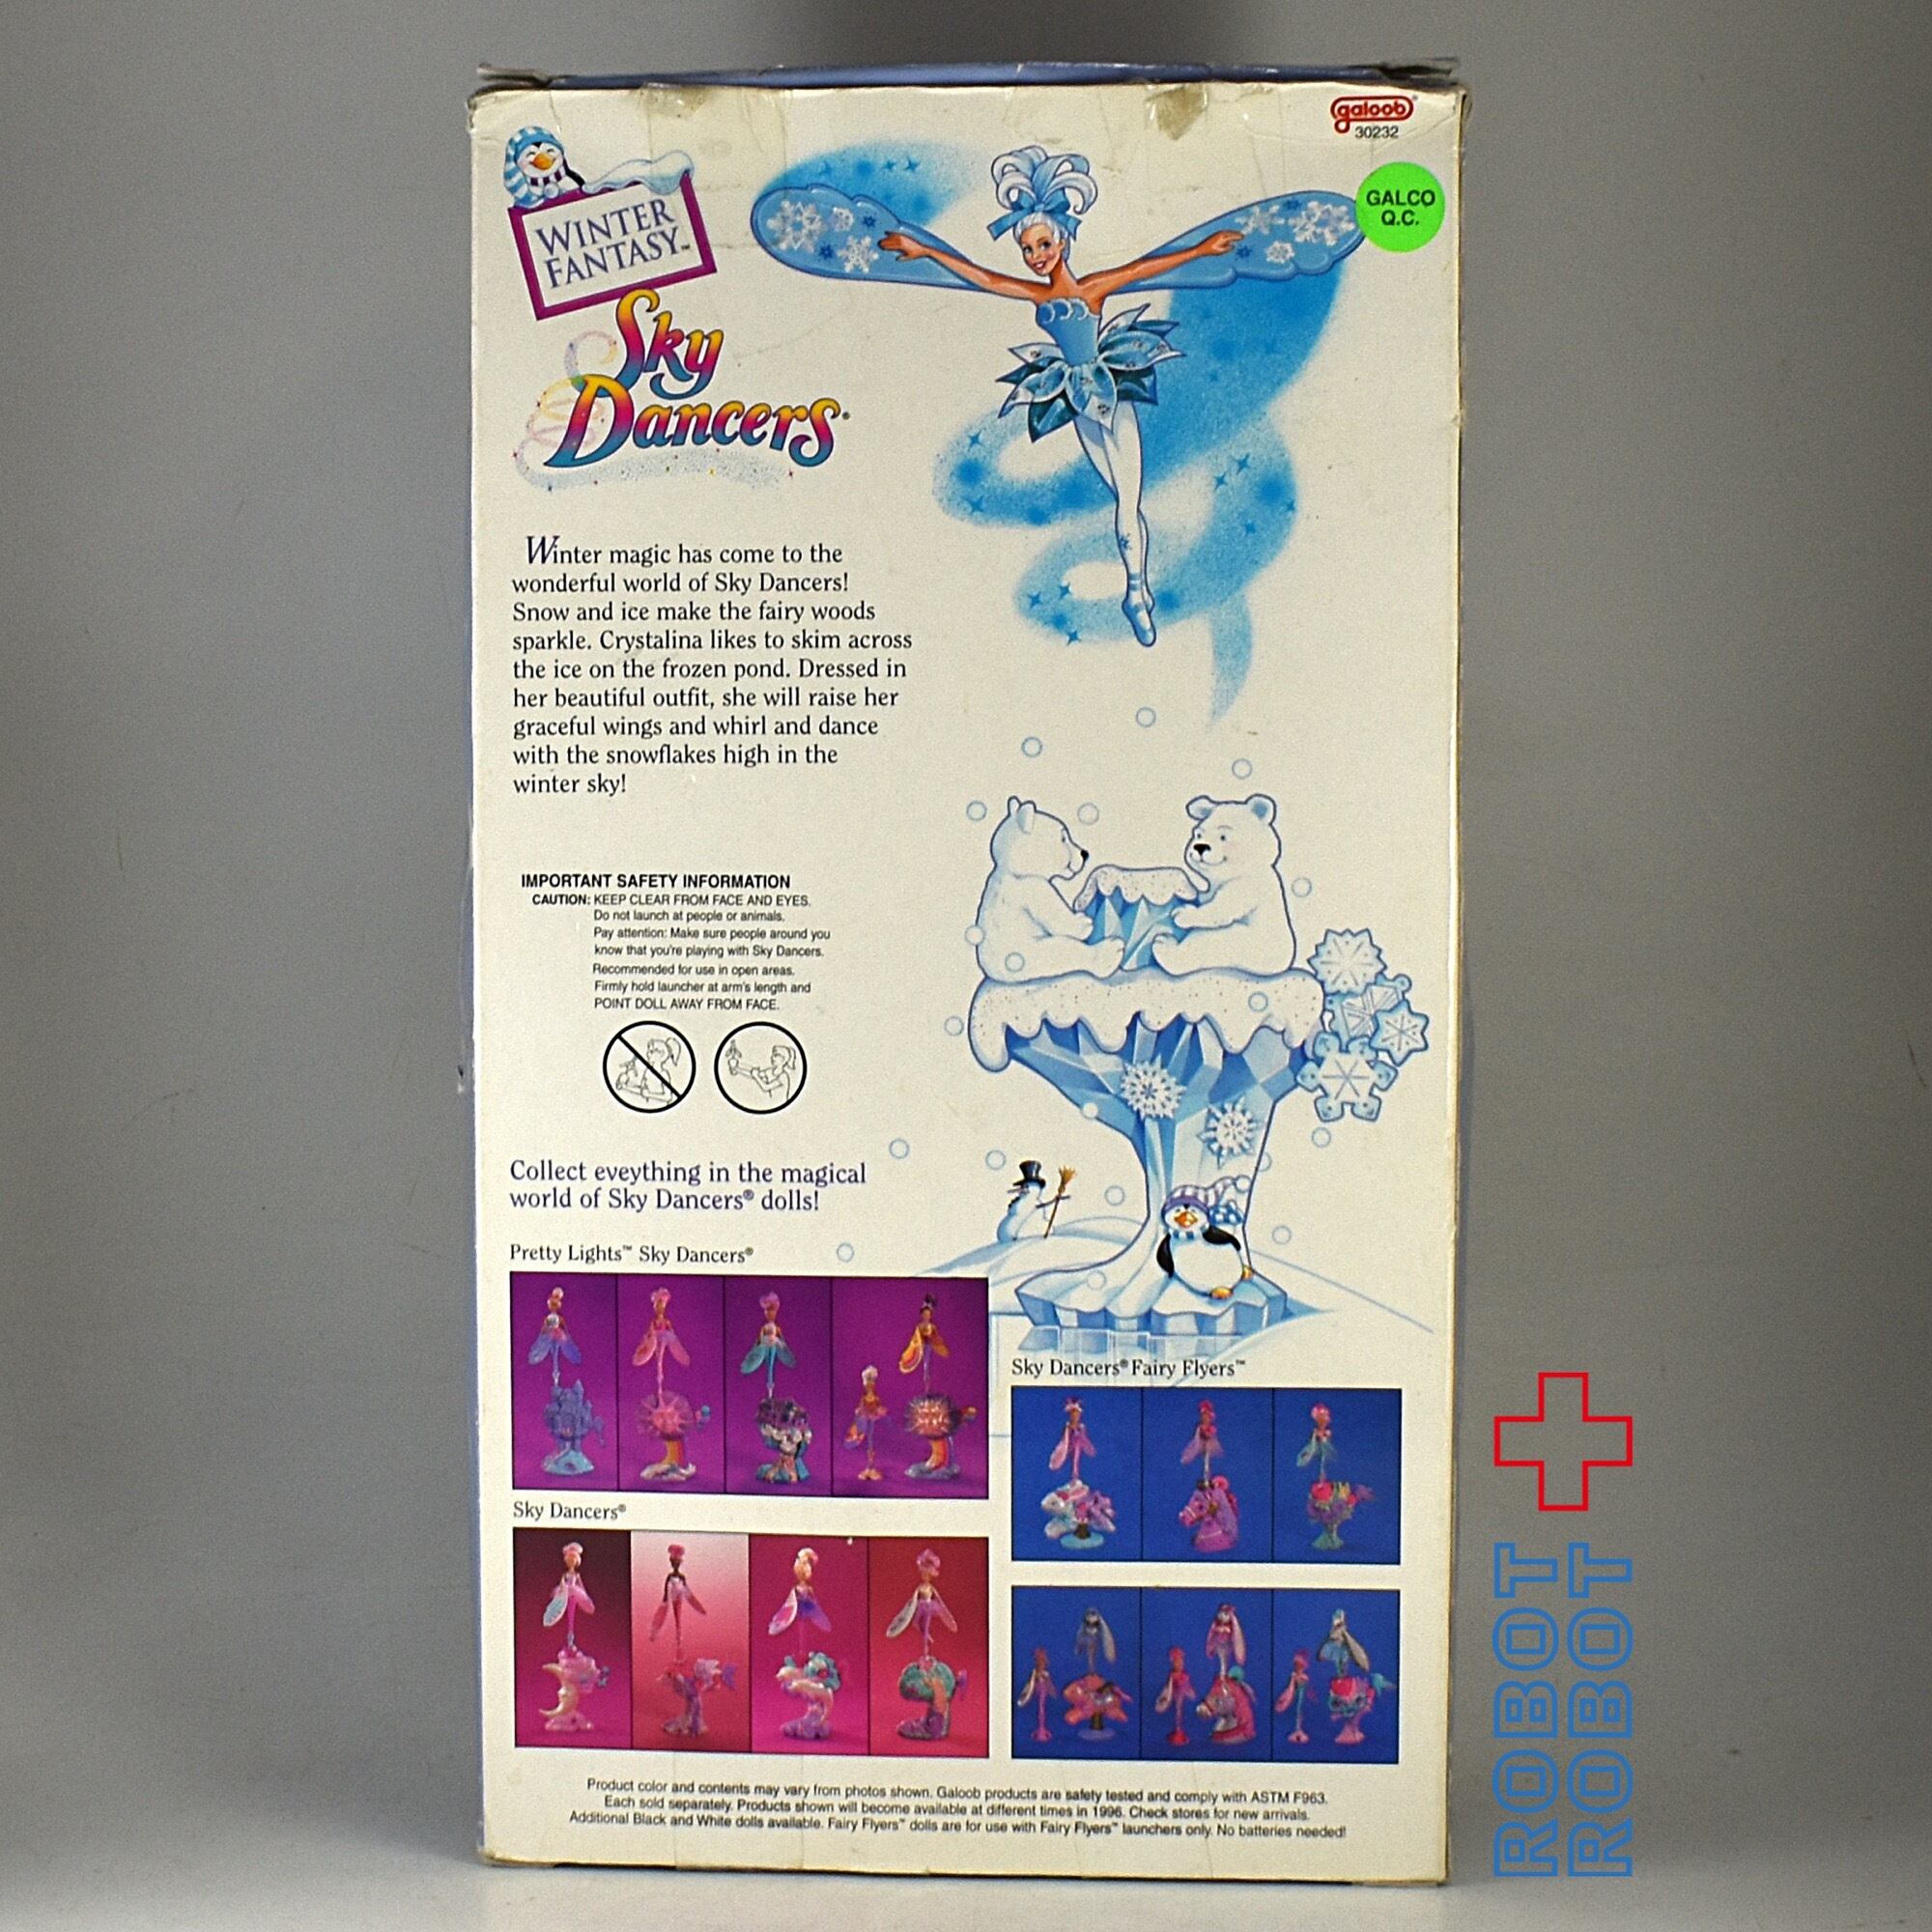 galoob®
30232
GALCO
Q.C.
WINTER
FANTASY™
Sky
Dancers®
Winter magic has come to the
wonderful world of Sky Dancers!
Snow and ice make the fairy woods
sparkle. Crystalina likes to skim across
the ice on the frozen pond. Dressed in
her beautiful outfit, she will raise her
graceful wings and whirl and dance
with the snowflakes high in the
winter sky!
IMPORTANT SAFETY INFORMATION
CAUTION: KEEP CLEAR FROM FACE AND EYES.
Do not launch at people or animals.
Pay attention: Make sure people around you
know that you're playing with Sky Dancers.
Recommended for use in open areas.
Firmly hold launcher at arm's length and
POINT DOLL AWAY FROM FACE.
Collect eveything in the magical
world of Sky Dancers® dolls!
Pretty Lights™ Sky Dancers®
Sky Dancers® Fairy Flyers™
Sky Dancers®
Product color and contents may vary from photos shown. Galoob products are safety tested and comply with ASTM F963.
Each sold separately. Products shown will become available at different times in 1996. Check stores for new arrivals.
Additional Black and White dolls available. Fairy Flyers™ dolls are for use with Fairy Flyers™ launchers only. No batteries needed!
ROBOT
ROBOT